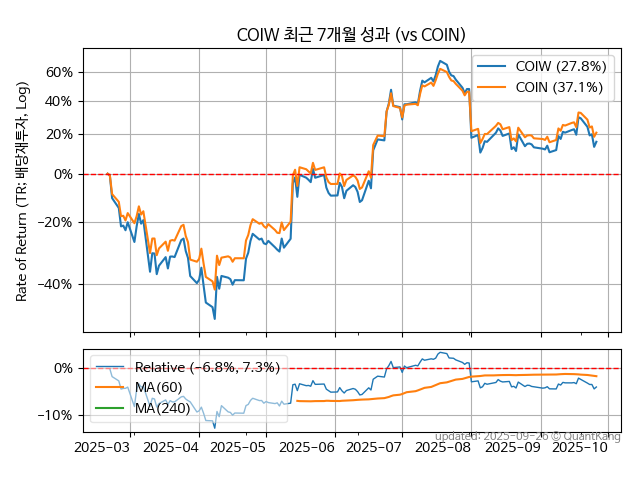 COIW 최근 7개월 성과 (vs COIN)
Rate of Return (TR: 배당재투자, Log)
60%
40%
20%
0%
−20%
−40%
COIW (27.8%)
COIN (37.1%)
0%
−10%
Relative (−6.8%, 7.3%)
MA(60)
MA(240)
2025−03
2025−04
2025−05
2025−06
2025−07
2025−08
2025−09
2025−10
updated: 2025-09-26 © QuantKang